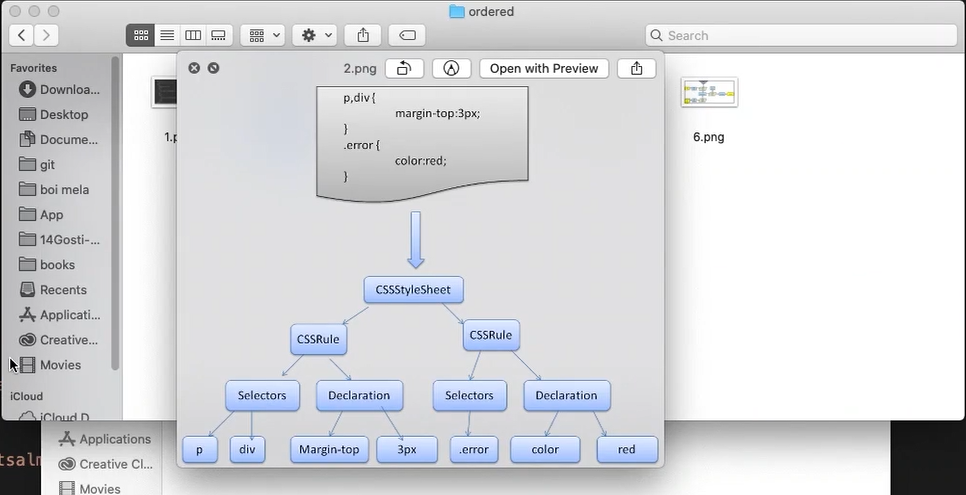 ordered
Search
Favorites
Downloa...
Desktop
Docume...
git
boi mela
App
14Gosti-...
books
Recents
Applicati...
Creative...
Movies
iCloud
iCloud D
1.p
2.png
Open with Preview
6.png
p,div {
margin-top:3px;
}
.error {
color:red;
}
CSSStyleSheet
CSSRule
CSSRule
Selectors
Declaration
Selectors
Declaration
p
div
Margin-top
3px
.error
color
red
tsalm
Applications
Creative Cl...
Movies